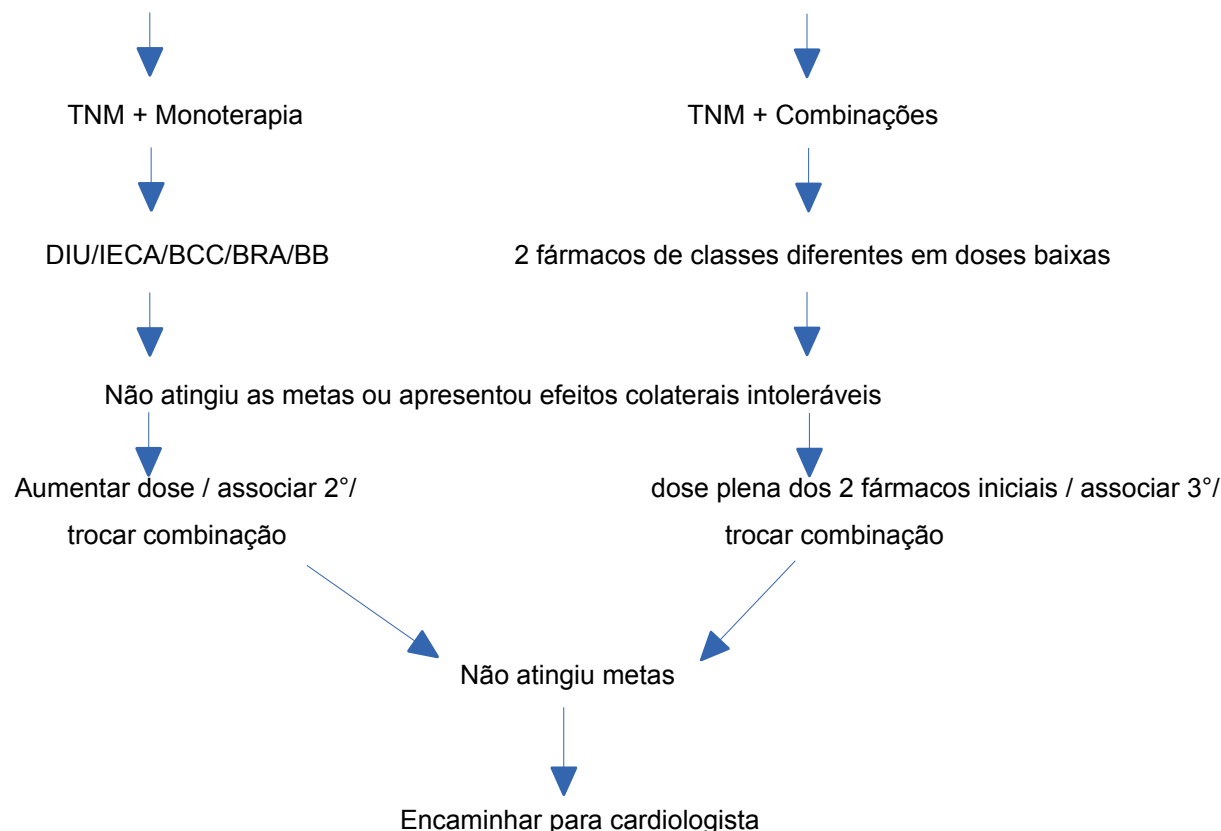 TNM + Monoterapia
TNM + Combinações
DIU/IECA/BCC/BRA/BB
2 fármacos de classes diferentes em doses baixas
Não atingiu as metas ou apresentou efeitos colaterais intoleráveis
Aumentar dose / associar 2°/
trocar combinação
dose plena dos 2 fármacos iniciais / associar 3°/
trocar combinação
Não atingiu metas
Encaminhar para cardiologista